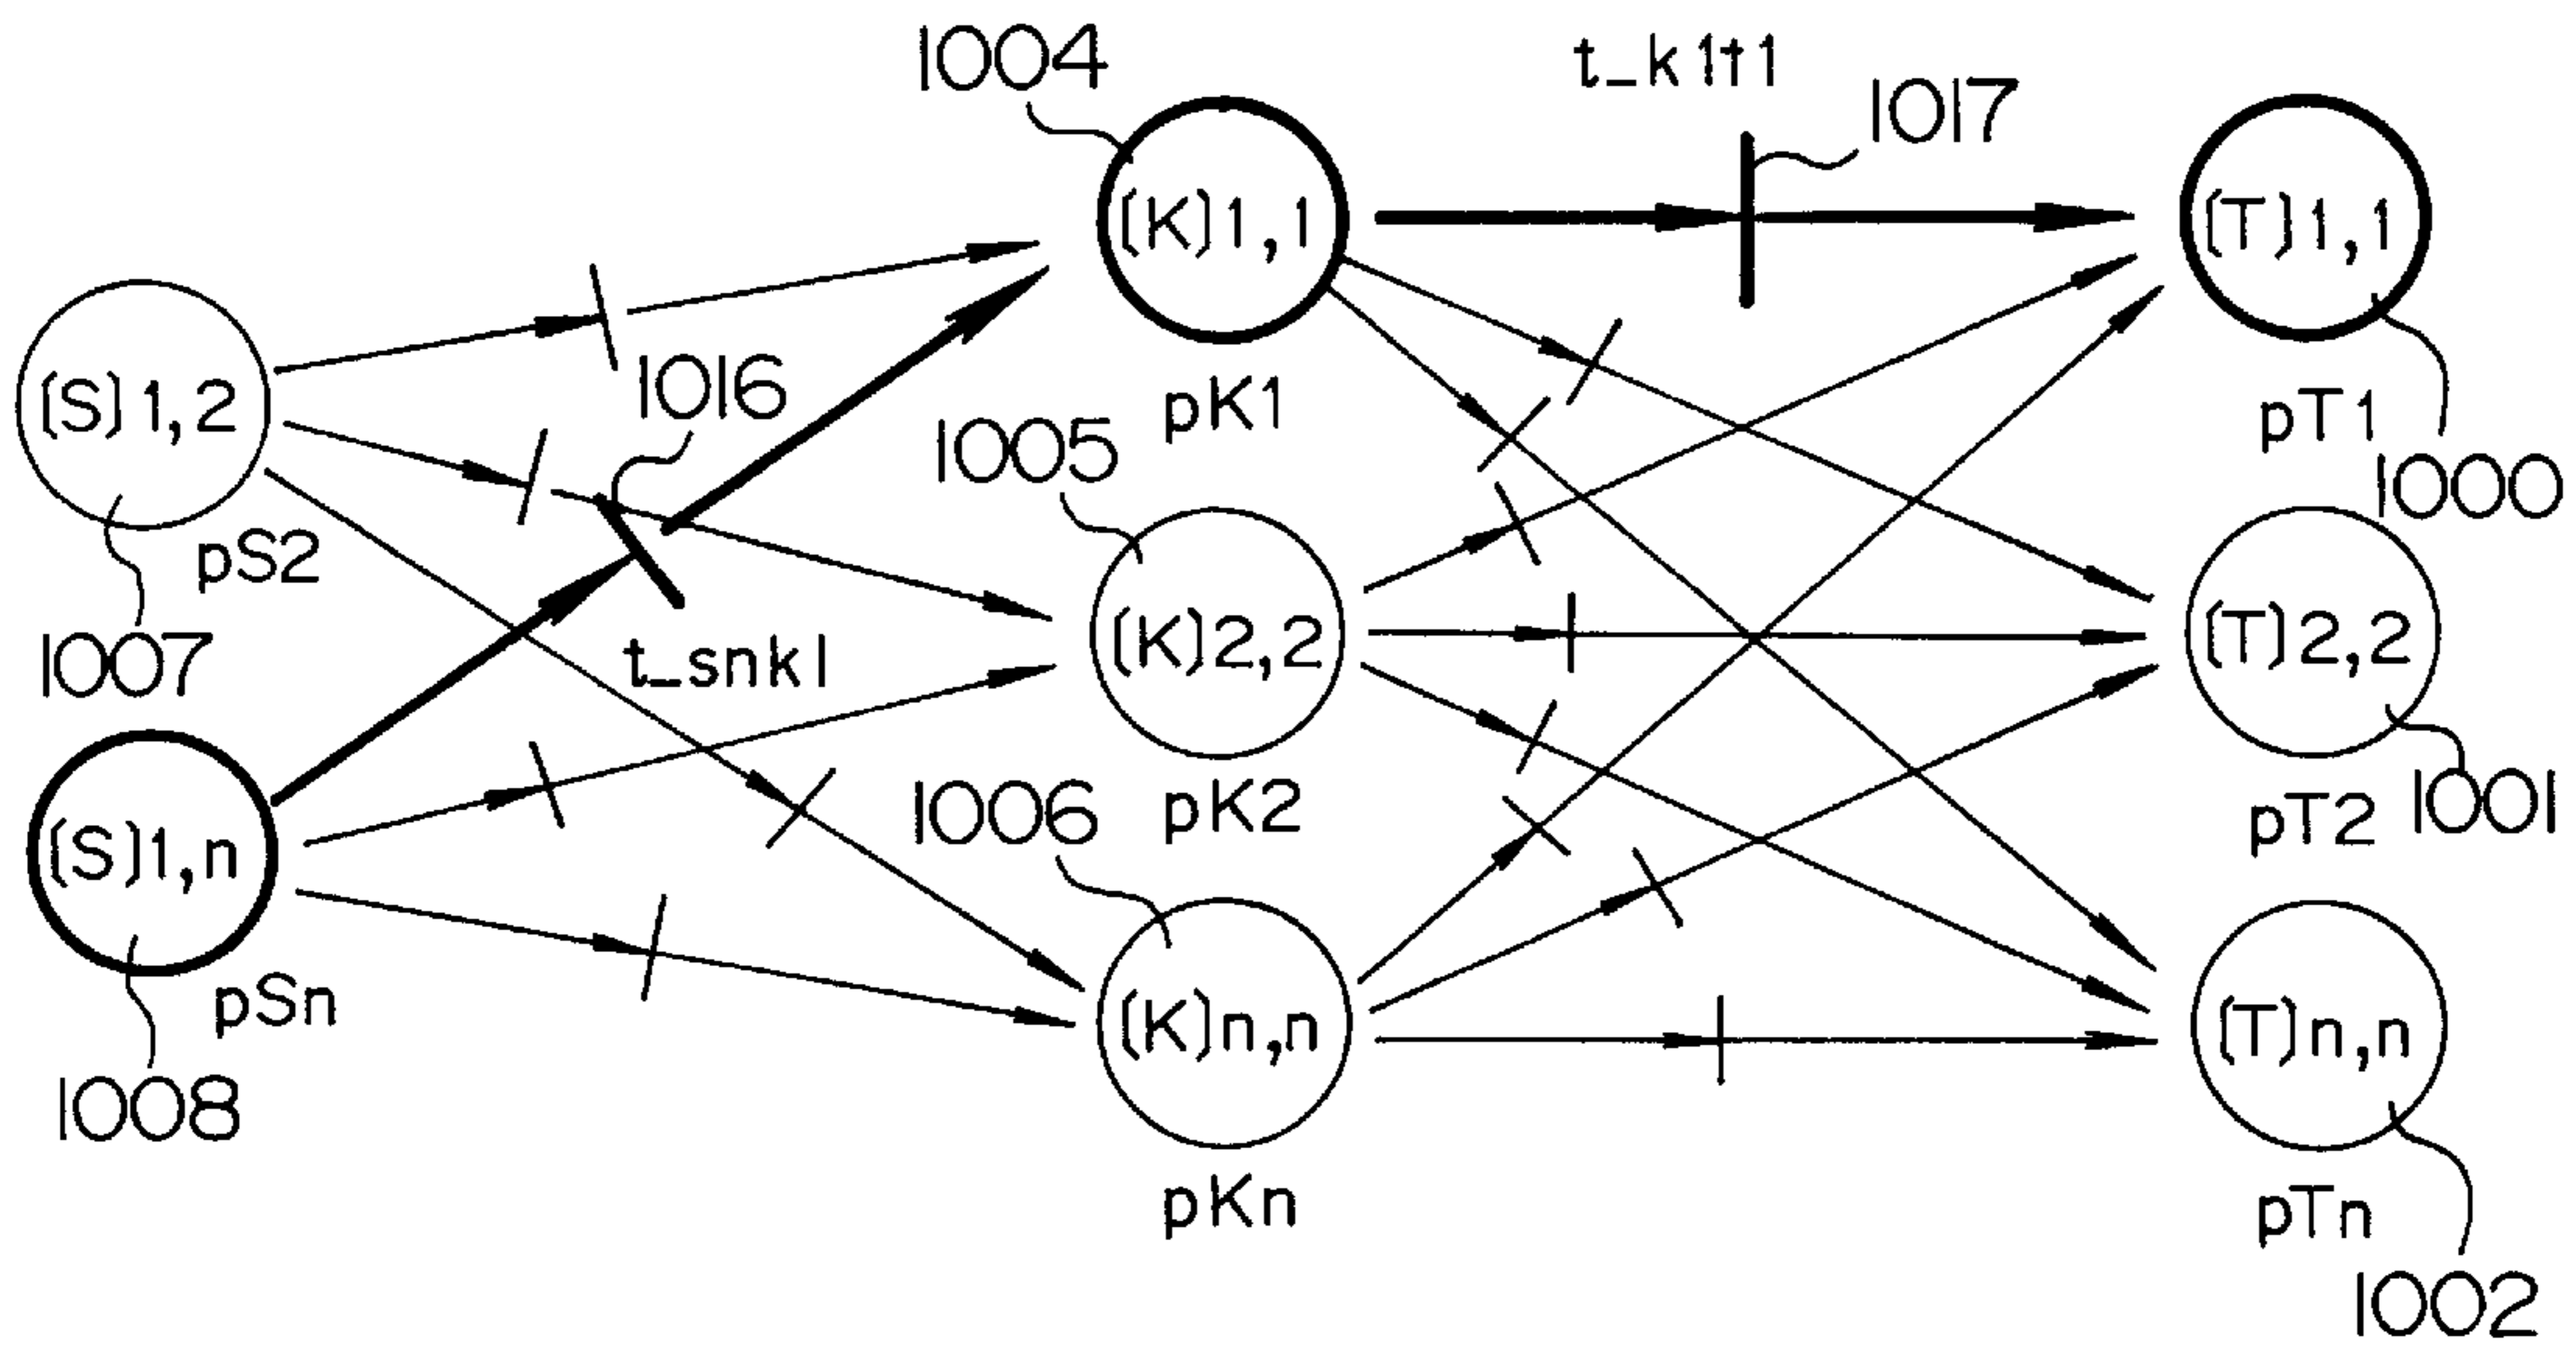 1004
t_k1t1
1017
(K)1,1
(T)1,1
(S)1,2
1016
pK1
pT1
1005
1000
pS2
1007
t_snkl
(K)2,2
(T)2,2
(S)1,n
1006
pK2
pT2
1001
pSn
(K)n,n
(T)n,n
1008
pKn
pTn
1002